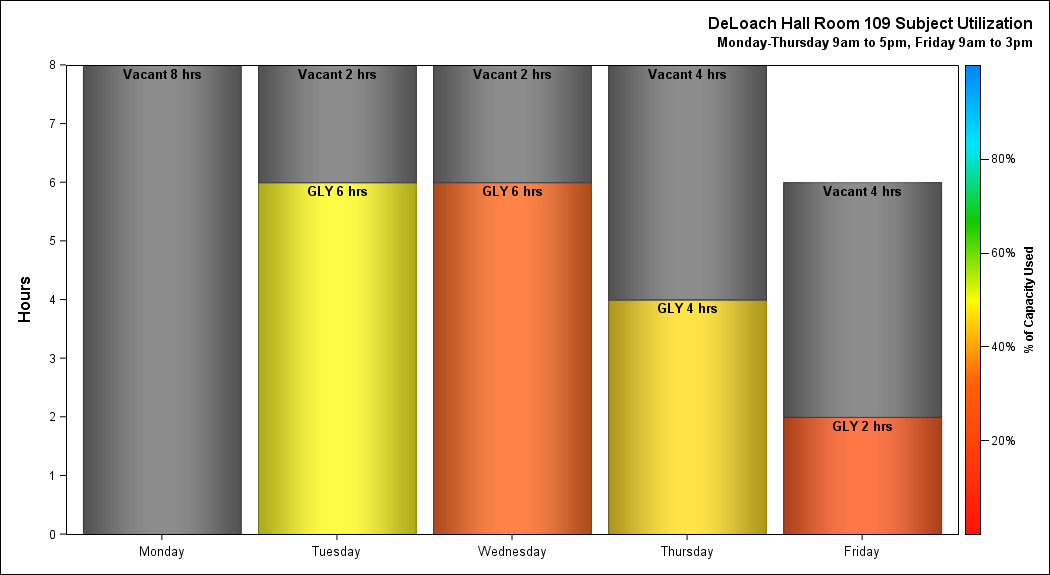 DeLoach Hall Room 109 Subject Utilization
Monday-Thursday 9am to 5pm, Friday 9am to 3pm
8
7
6
5
4
3
2
1
0
Hours
Vacant 8 hrs
Vacant 2 hrs
Vacant 2 hrs
Vacant 4 hrs
GLY 6 hrs
GLY 6 hrs
Vacant 4 hrs
GLY 4 hrs
GLY 2 hrs
Monday
Tuesday
Wednesday
Thursday
Friday
80%
60%
40%
20%
% of Capacity Used